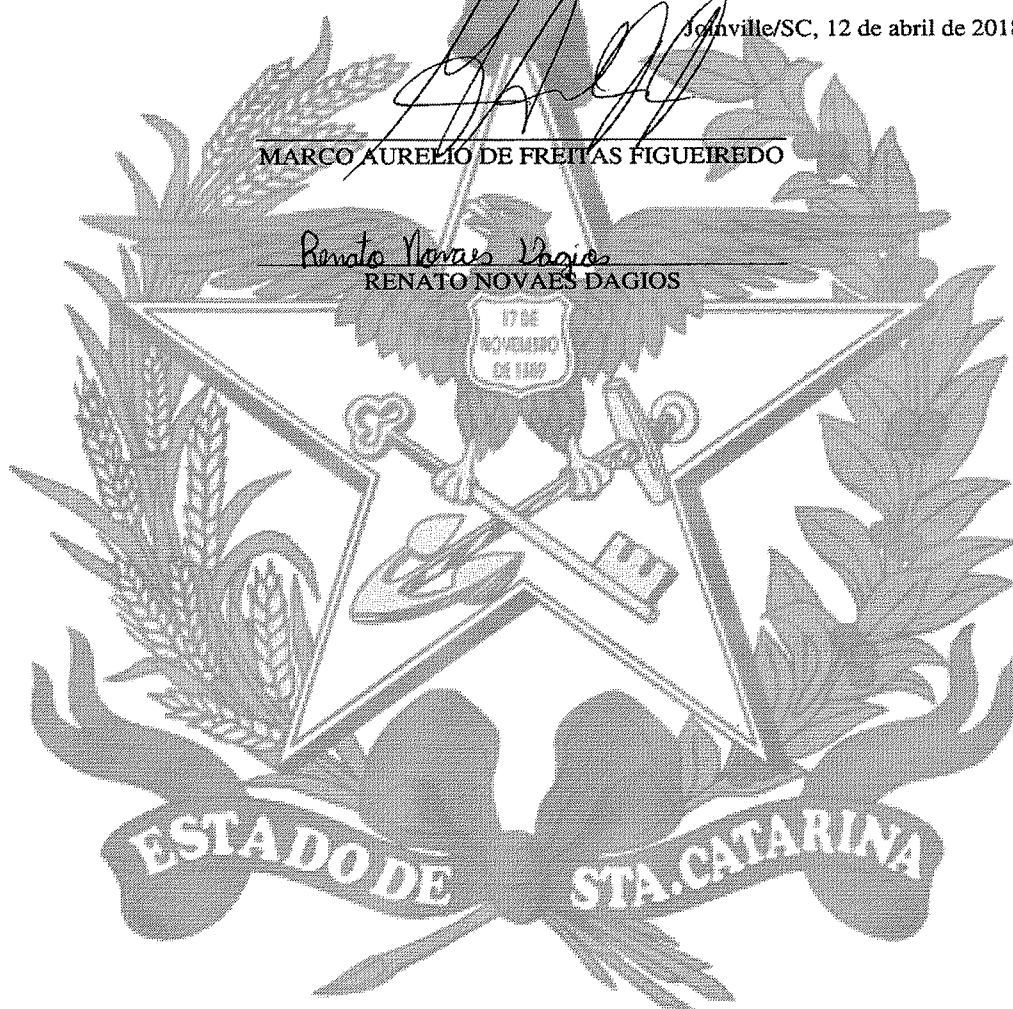 Joinville/SC, 12 de abril de 2018
MARCO AURELIO DE FREITAS FIGUEIREDO
Renato Novaes Dagios
RENATO NOVAES DAGIOS
17 DE
NOVEMBRO
DE 1889
ESTADO DE STA.CATARINA